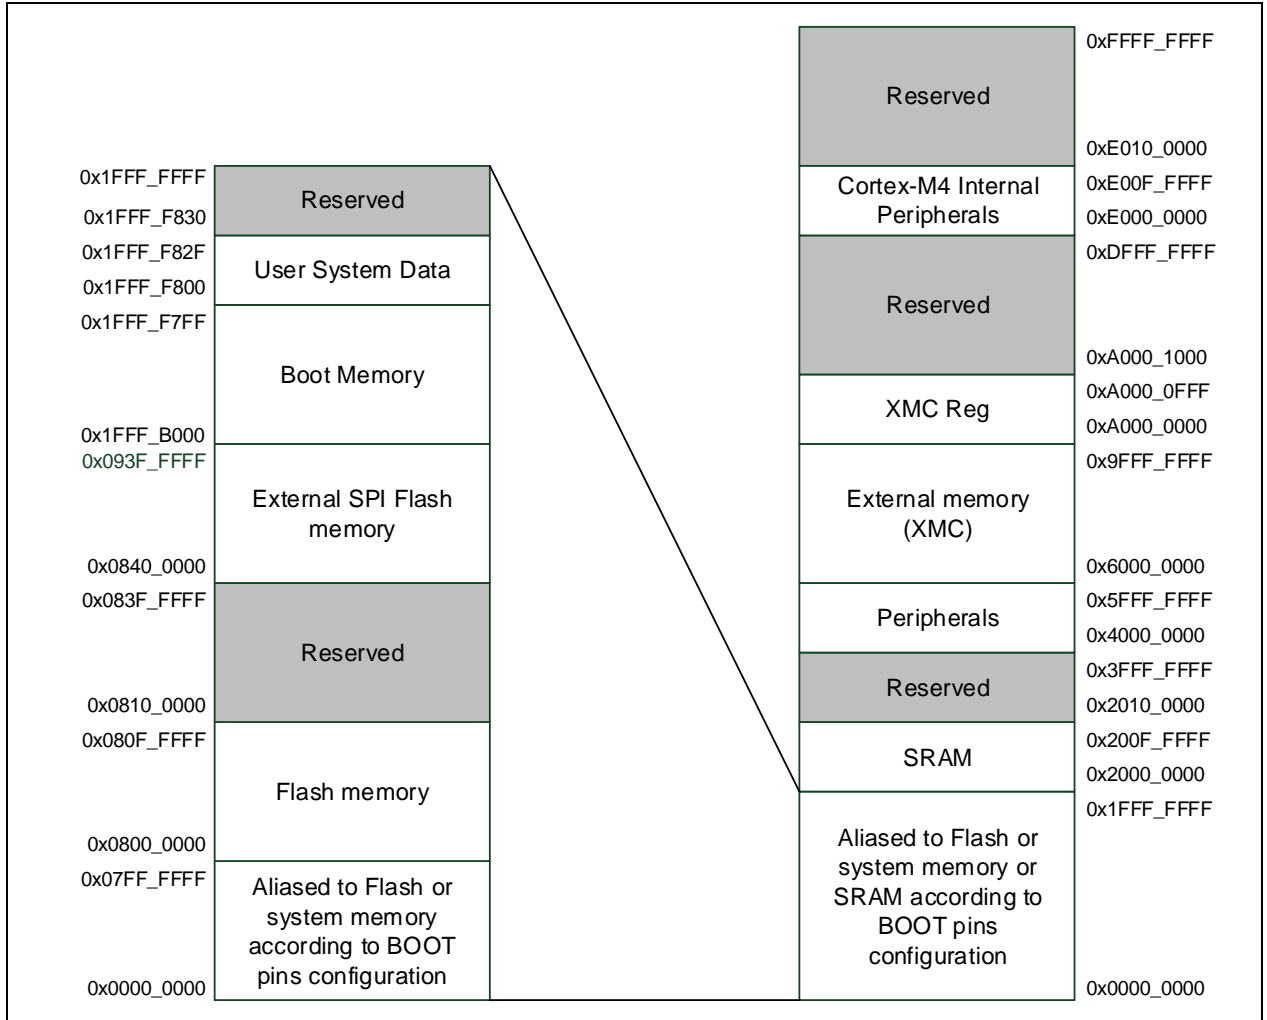 0xFFFF_FFFF
Reserved
0xE010_0000
0x1FFF_FFFF
Cortex-M4 Internal
Peripherals
0xE00F_FFFF
0xE000_0000
Reserved
0x1FFF_F830
0x1FFF_F82F
User System Data
0x1FFF_F800
0xDFFF_FFFF
Reserved
0xA000_1000
0x1FFF_F7FF
Boot Memory
0x1FFF_B000
XMC Reg
0xA000_0FFF
0xA000_0000
0x093F_FFFF
External SPI Flash
memory
0x0840_0000
0x9FFF_FFFF
External memory
(XMC)
0x6000_0000
0x083F_FFFF
Reserved
0x0810_0000
Peripherals
0x5FFF_FFFF
0x4000_0000
Reserved
0x3FFF_FFFF
0x2010_0000
0x080F_FFFF
Flash memory
0x0800_0000
SRAM
0x200F_FFFF
0x2000_0000
0x07FF_FFFF
Aliased to Flash or
system memory
according to BOOT
pins configuration
0x0000_0000
0x1FFF_FFFF
Aliased to Flash or
system memory or
SRAM according to
BOOT pins
configuration
0x0000_0000